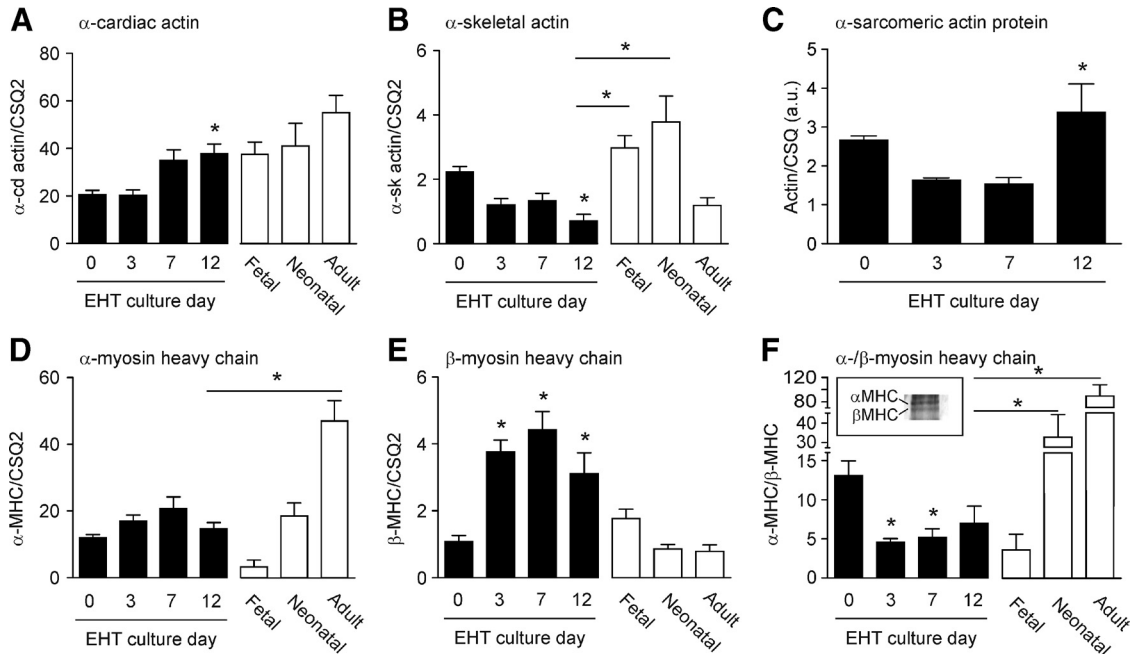 A α-cardiac actin
α-cd actin/CSQ2
80
60
40
20
0
*
0 3 7 12
EHT culture day
Fetal
Neonatal
Adult
B α-skeletal actin
α-sk actin/CSQ2
6
4
2
0
*
*
*
0 3 7 12
EHT culture day
Fetal
Neonatal
Adult
C α-sarcomeric actin protein
Actin/CSQ (a.u.)
5
4
3
2
1
0
*
0 3 7 12
EHT culture day
D α-myosin heavy chain
α-MHC/CSQ2
60
40
20
0
*
0 3 7 12
EHT culture day
Fetal
Neonatal
Adult
E β-myosin heavy chain
β-MHC/CSQ2
6
4
2
0
* * *
0 3 7 12
EHT culture day
Fetal
Neonatal
Adult
F α-/β-myosin heavy chain
α-MHC/β-MHC
120
80
40
30
15
10
5
0
αMHC
βMHC
*
*
* *
0 3 7 12
EHT culture day
Fetal
Neonatal
Adult